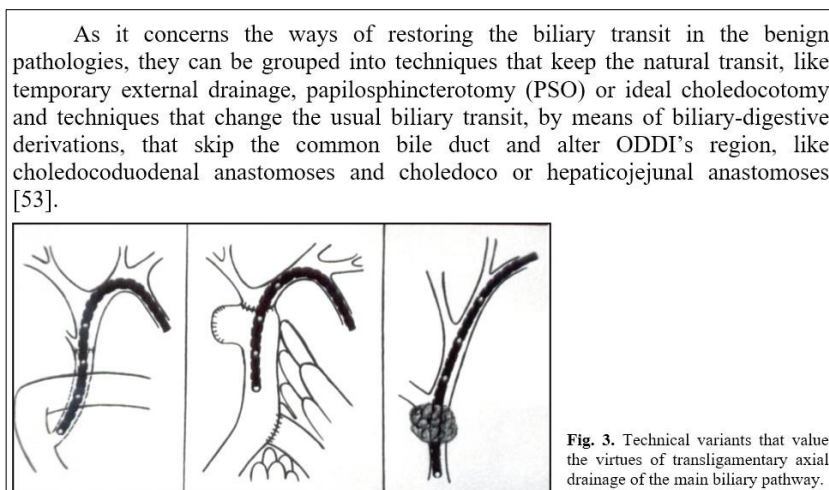 As it concerns the ways of restoring the biliary transit in the benign
pathologies, they can be grouped into techniques that keep the natural transit, like
temporary external drainage, papilosphincterotomy (PSO) or ideal choledocotomy
and techniques that change the usual biliary transit, by means of biliary-digestive
derivations, that skip the common bile duct and alter ODDI’s region, like
choledocoduodenal anastomoses and choledoco or hepaticojejunal anastomoses
[53].
Fig. 3. Technical variants that value
the virtues of transligamentary axial
drainage of the main biliary pathway.